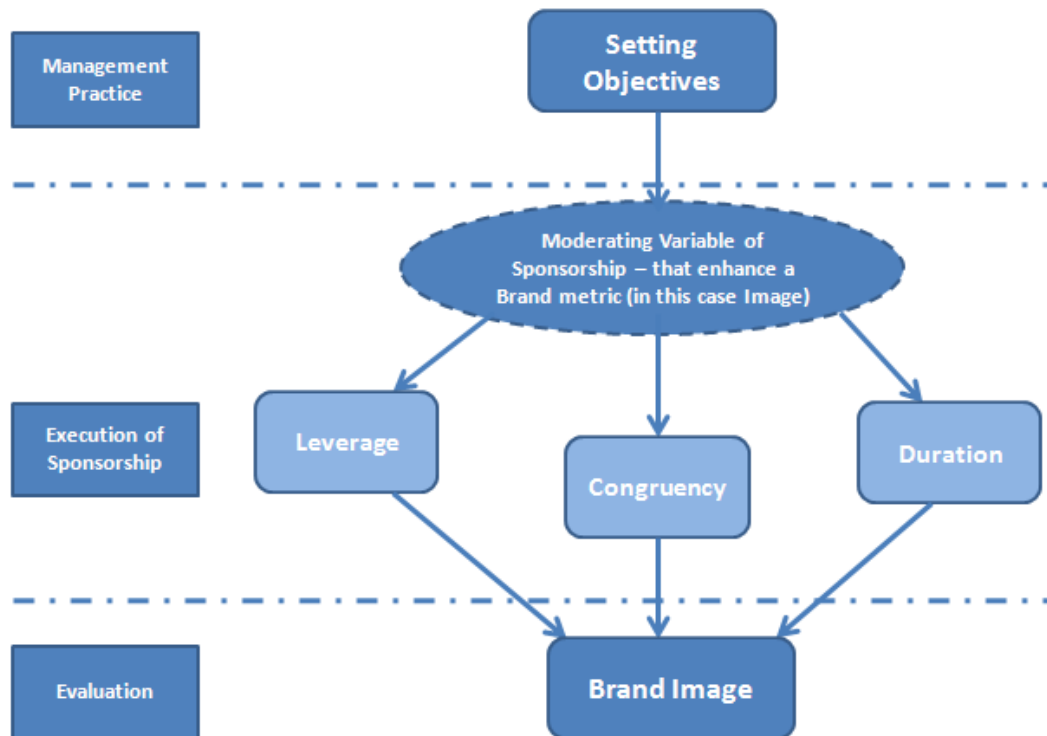 Management
Practice
Setting
Objectives
Moderating Variable of
Sponsorship – that enhance a
Brand metric (in this case Image)
Execution of
Sponsorship
Leverage
Congruency
Duration
Evaluation
Brand Image